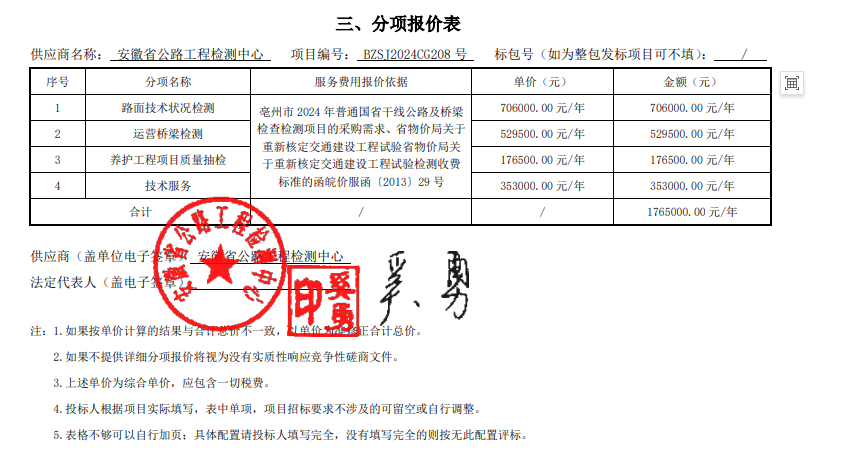 三、分项报价表
供应商名称： 安徽省公路工程检测中心 项目编号： BZSJ2024CG208 号 标包号（如为整包发标项目可不填）： /
序号 分项名称 服务费用报价依据 单价（元） 金额（元）
1 路面技术状况检测 706000.00 元/年 706000.00 元/年
2 运营桥梁检测 529500.00 元/年 529500.00 元/年
3 养护工程项目质量抽检 176500.00 元/年 176500.00 元/年
4 技术服务 353000.00 元/年 353000.00 元/年
亳州市 2024 年普通国省干线公路及桥梁
检查检测项目的采购需求、省物价局关于
重新核定交通建设工程试验省物价局关
于重新核定交通建设工程试验检测收费
标准的函皖价服函〔2013〕29 号
合计 / / 1765000.00 元/年
供应商（盖单位电子签章） 安徽省公路工程检测中心
法定代表人（盖电子签章）
安徽省公路工程检测中心
奚勇印
奚勇
注：1.如果按单价计算的结果与合计总价不一致，以单价为准修正合计总价。
2.如果不提供详细分项报价将视为没有实质性响应竞争性磋商文件。
3.上述单价为综合单价，应包含一切税费。
4.投标人根据项目实际填写，表中单项，项目招标要求不涉及的可留空或自行调整。
5.表格不够可以自行加页；具体配置请投标人填写完全，没有填写完全的则按无此配置评标。